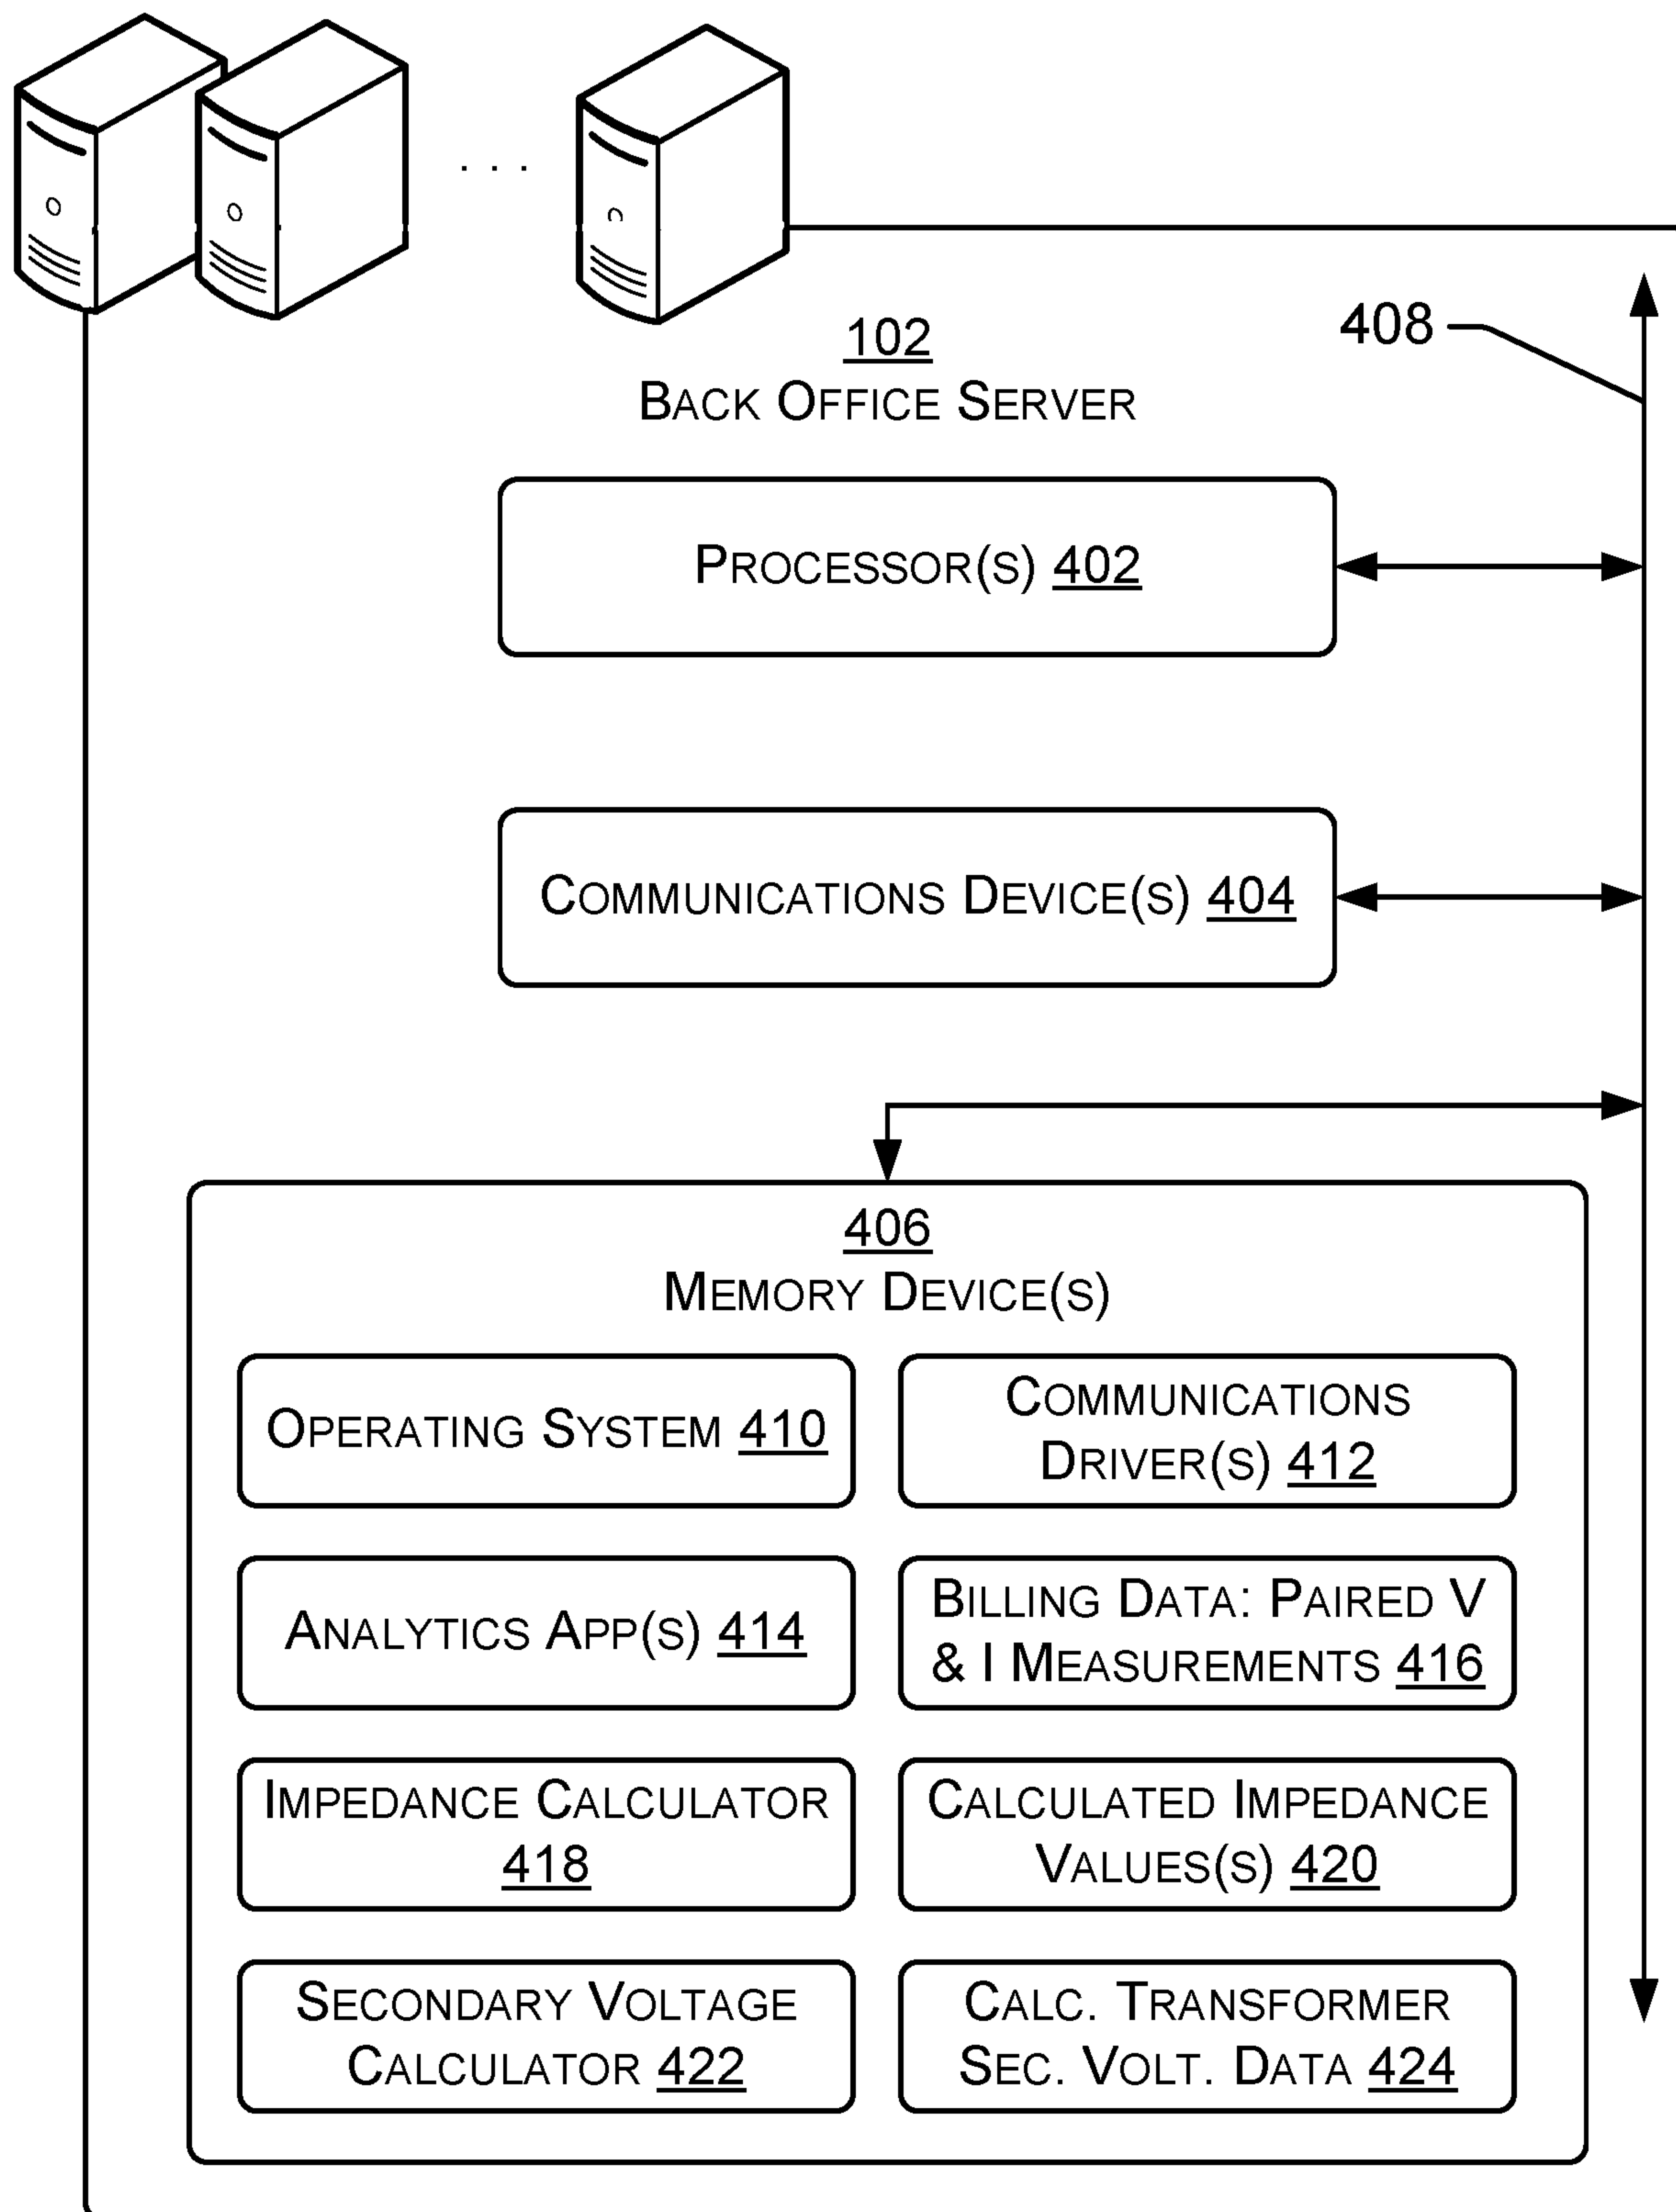 . . .
102
BACK OFFICE SERVER
408
PROCESSOR(S) 402
COMMUNICATIONS DEVICE(S) 404
406
MEMORY DEVICE(S)
OPERATING SYSTEM 410
COMMUNICATIONS
DRIVER(S) 412
ANALYTICS APP(S) 414
BILLING DATA: PAIRED V
& I MEASUREMENTS 416
IMPEDANCE CALCULATOR
418
CALCULATED IMPEDANCE
VALUES(S) 420
SECONDARY VOLTAGE
CALCULATOR 422
CALC. TRANSFORMER
SEC. VOLT. DATA 424